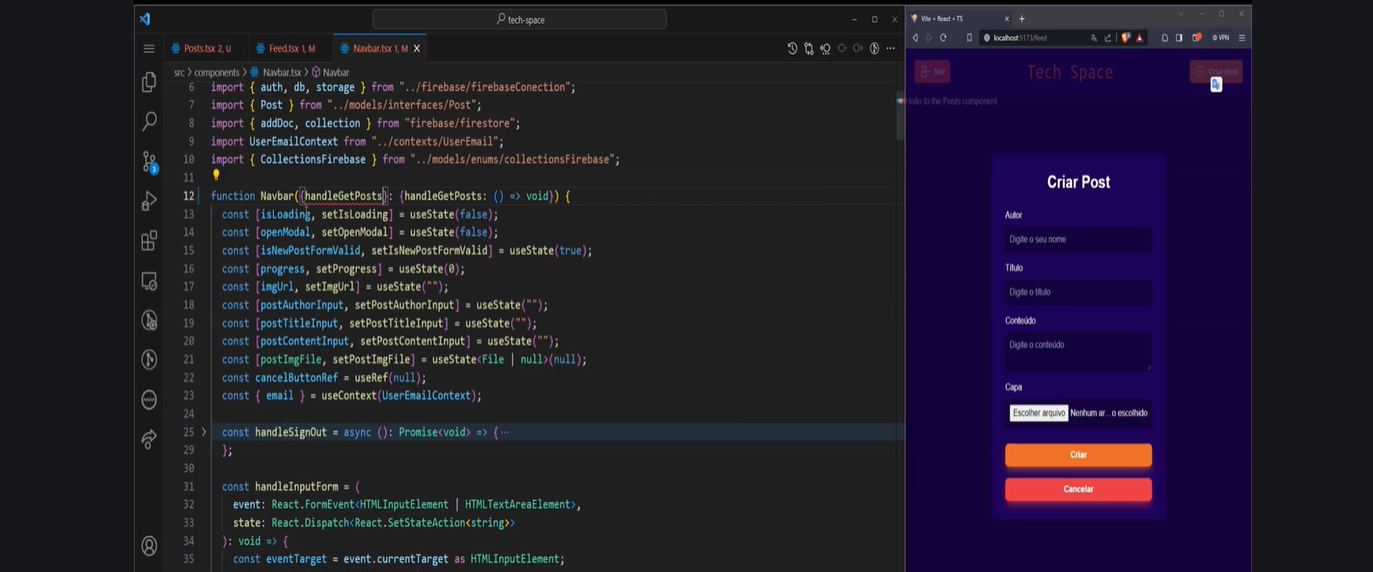 tech-space
Posts.tsx 2, U
Feed.tsx 1, M
Navbar.tsx 1, M
src > components > Navbar.tsx > Navbar
6 import { auth, db, storage } from "../firebase/firebaseConection";
7 import { Post } from "../models/interfaces/Post";
8 import { addDoc, collection } from "firebase/firestore";
9 import UserEmailContext from "../contexts/UserEmail";
10 import { CollectionsFirebase } from "../models/enums/collectionsFirebase";
11
12 function Navbar({handleGetPosts}: {handleGetPosts: () => void}) {
13 const [isLoading, setIsLoading] = useState(false);
14 const [openModal, setOpenModal] = useState(false);
15 const [isNewPostFormValid, setIsNewPostFormValid] = useState(true);
16 const [progress, setProgress] = useState(0);
17 const [imgUrl, setImgUrl] = useState("");
18 const [postAuthorInput, setPostAuthorInput] = useState("");
19 const [postTitleInput, setPostTitleInput] = useState("");
20 const [postContentInput, setPostContentInput] = useState("");
21 const [postImgFile, setPostImgFile] = useState<File | null>(null);
22 const cancelButtonRef = useRef(null);
23 const { email } = useContext(UserEmailContext);
24
25 const handleSignOut = async (): Promise<void> => {…
29 };
30
31 const handleInputForm = (
32 event: React.FormEvent<HTMLInputElement | HTMLTextAreaElement>,
33 state: React.Dispatch<React.SetStateAction<string>>
34 ): void => {
35 const eventTarget = event.currentTarget as HTMLInputElement;
Vite + React + TS
localhost:5173/feed
VPN
Sair
Tech Space
Criar post
Hello to the Posts component
Criar Post
Autor
Digite o seu nome
Título
Digite o título
Conteúdo
Digite o conteúdo
Capa
Escolher arquivo Nenhum ar...o escolhido
Criar
Cancelar